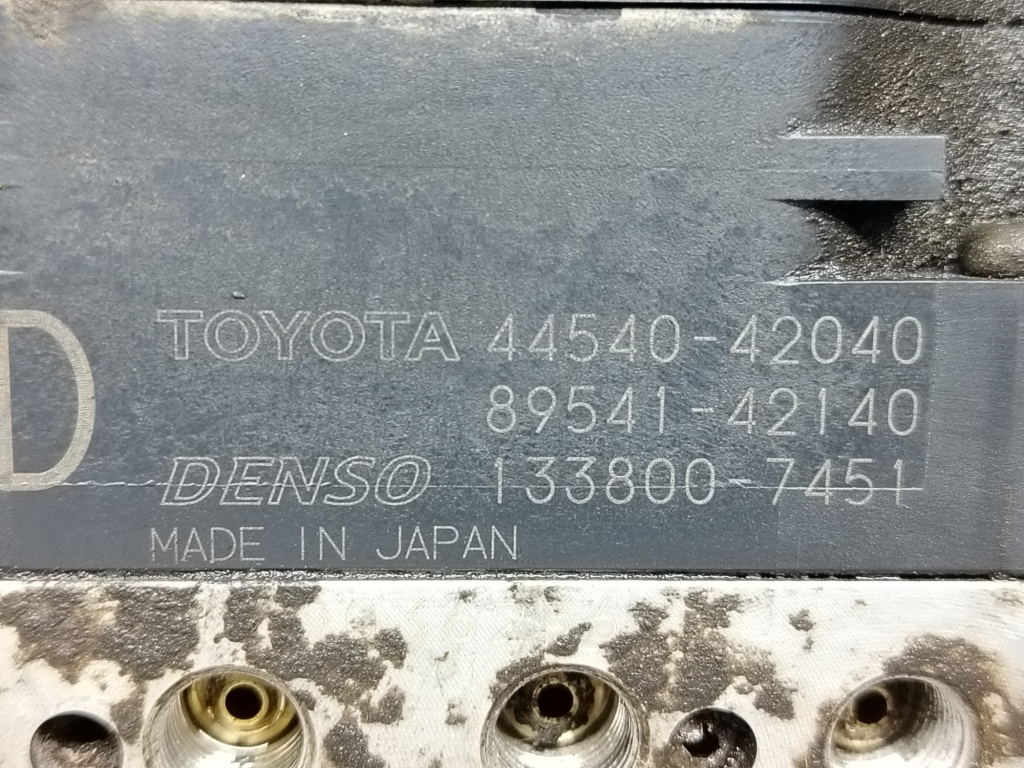 D
TOYOTA 44540-42040
89541-42140
DENSO 133800-7451
MADE IN JAPAN